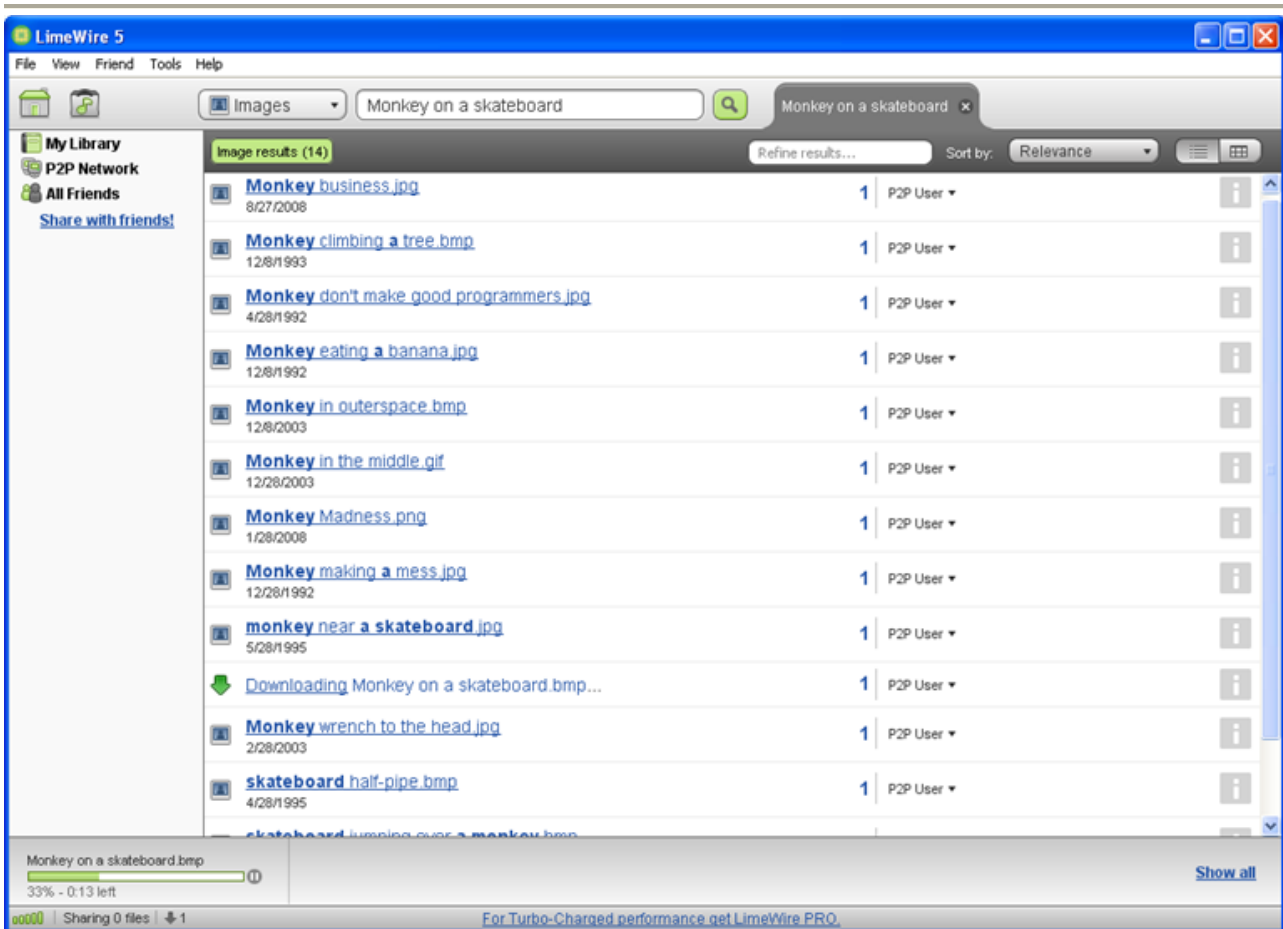 LimeWire 5
File View Friend Tools Help
Images Monkey on a skateboard Monkey on a skateboard
My Library
P2P Network
All Friends
Share with friends!
Image results (14) Refine results... Sort by: Relevance
Monkey business.jpg 1 P2P User
8/27/2008
Monkey climbing a tree.bmp 1 P2P User
12/8/1993
Monkey don't make good programmers.jpg 1 P2P User
4/28/1992
Monkey eating a banana.jpg 1 P2P User
12/8/1992
Monkey in outerspace.bmp 1 P2P User
12/8/2003
Monkey in the middle.gif 1 P2P User
12/28/2003
Monkey Madness.png 1 P2P User
1/28/2008
Monkey making a mess.jpg 1 P2P User
12/28/1992
monkey near a skateboard.jpg 1 P2P User
5/28/1995
Downloading Monkey on a skateboard.bmp... 1 P2P User
Monkey wrench to the head.jpg 1 P2P User
2/28/2003
skateboard half-pipe.bmp 1 P2P User
4/28/1995
skateboard jumping over a monkey.bmp
Monkey on a skateboard.bmp
33% - 0:13 left
Show all
Sharing 0 files 1 For Turbo-Charged performance get LimeWire PRO.